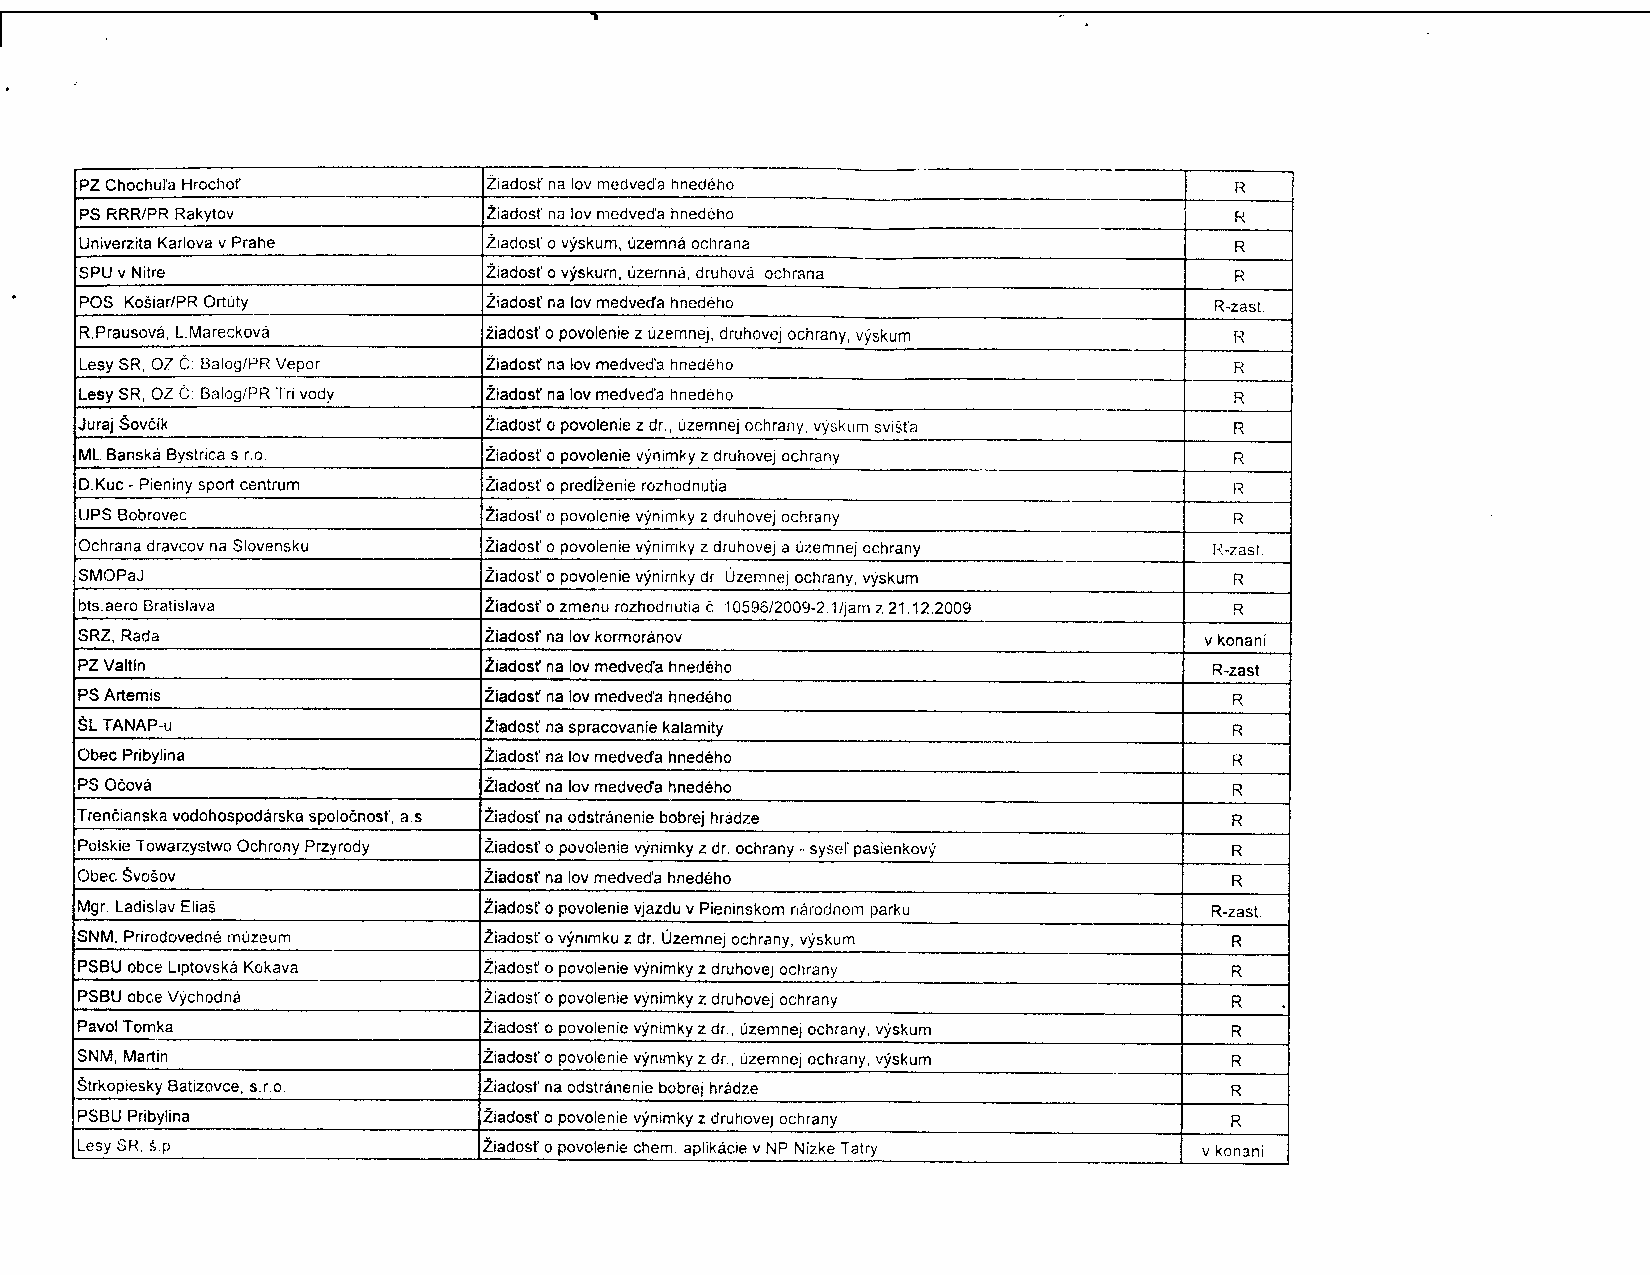 PZ Chochuľa Hrochoť Žiadosť na lov medveďa hnedého R
PS RRR/PR Rakytov Žiadosť na lov medveďa hnedého R
Univerzita Karlova v Prahe Žiadosť o výskum, územná ochrana R
SPU v Nitre Žiadosť o výskum, územná, druhová ochrana R
POS Košiar/PR Ortúty Žiadosť na lov medveďa hnedého R-zast.
R.Prausová, L.Marecková žiadosť o povolenie z územnej, druhovej ochrany, výskum R
Lesy SR, OZ Č: Balog/PR Vepor Žiadosť na lov medveďa hnedého R
Lesy SR, OZ Č: Balog/PR Tri vody Žiadosť na lov medveďa hnedého R
Juraj Šovčík Žiadosť o povolenie z dr., územnej ochrany, výskum svišťa R
ML Banská Bystrica s r.o. Žiadosť o povolenie výnimky z druhovej ochrany R
D.Kuc - Pieniny sport centrum Žiadosť o predĺženie rozhodnutia R
UPS Bobrovec Žiadosť o povolenie výnimky z druhovej ochrany R
Ochrana dravcov na Slovensku Žiadosť o povolenie výnimky z druhovej a územnej ochrany R-zast.
SMOPaJ Žiadosť o povolenie výnimky dr Územnej ochrany, výskum R
bts.aero Bratislava Žiadosť o zmenu rozhodnutia č 10596/2009-2.1/jam z 21.12.2009 R
SRZ, Rada Žiadosť na lov kormoránov v konaní
PZ Valtín Žiadosť na lov medveďa hnedého R-zast
PS Artemis Žiadosť na lov medveďa hnedého R
ŠL TANAP-u Žiadosť na spracovanie kalamity R
Obec Pribylina Žiadosť na lov medveďa hnedého R
PS Očová Žiadosť na lov medveďa hnedého R
Trenčianska vodohospodárska spoločnosť, a.s Žiadosť na odstránenie bobrej hrádze R
Polskie Towarzystwo Ochrony Przyrody Žiadosť o povolenie výnimky z dr. ochrany - syseľ pasienkový R
Obec Švošov Žiadosť na lov medveďa hnedého R
Mgr. Ladislav Eliaš Žiadosť o povolenie vjazdu v Pieninskom národnom parku R-zast.
SNM, Prírodovedné múzeum Žiadosť o výnimku z dr. Územnej ochrany, výskum R
PSBU obce Liptovská Kokava Žiadosť o povolenie výnimky z druhovej ochrany R
PSBU obce Východná Žiadosť o povolenie výnimky z druhovej ochrany R
Pavol Tomka Žiadosť o povolenie výnimky z dr., územnej ochrany, výskum R
SNM, Martin Žiadosť o povolenie výnimky z dr., územnej ochrany, výskum R
Štrkopiesky Batizovce, s.r.o. Žiadosť na odstránenie bobrej hrádze R
PSBU Pribylina Žiadosť o povolenie výnimky z druhovej ochrany R
Lesy SR, š.p Žiadosť o povolenie chem. aplikácie v NP Nízke Tatry v konaní